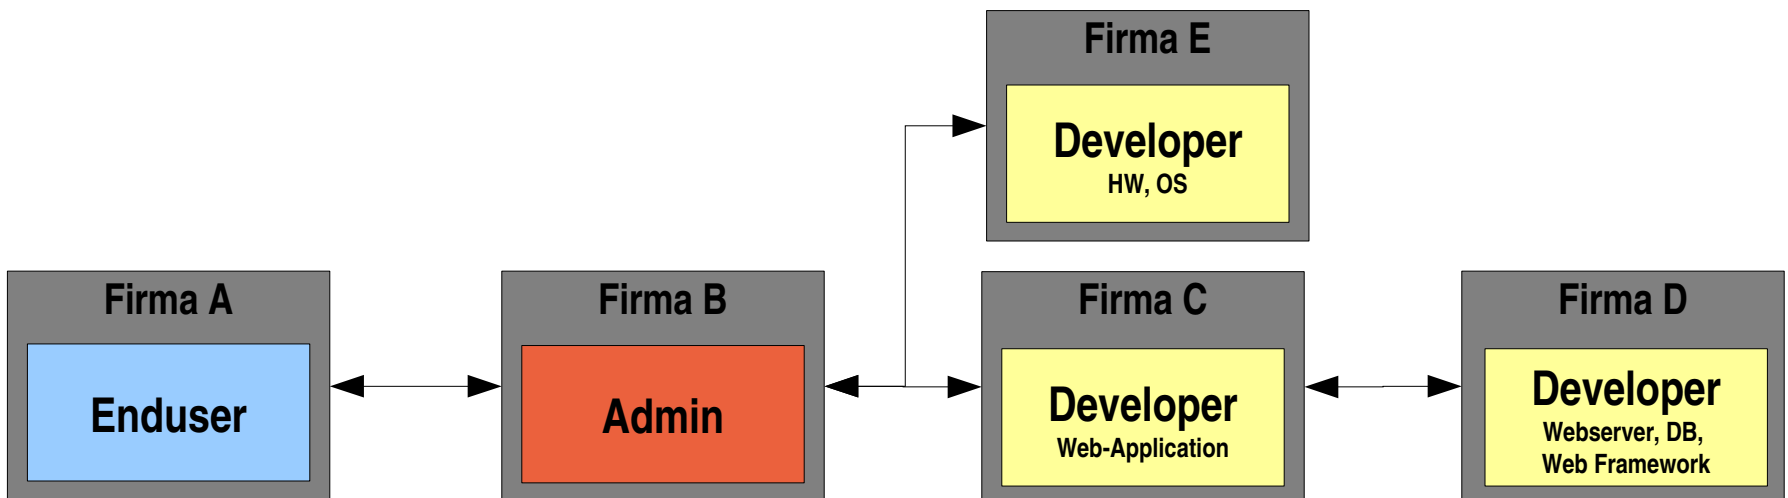 Firma E
Developer
HW, OS
Firma A
Enduser
Firma B
Admin
Firma C
Developer
Web-Application
Firma D
Developer
Webserver, DB,
Web Framework